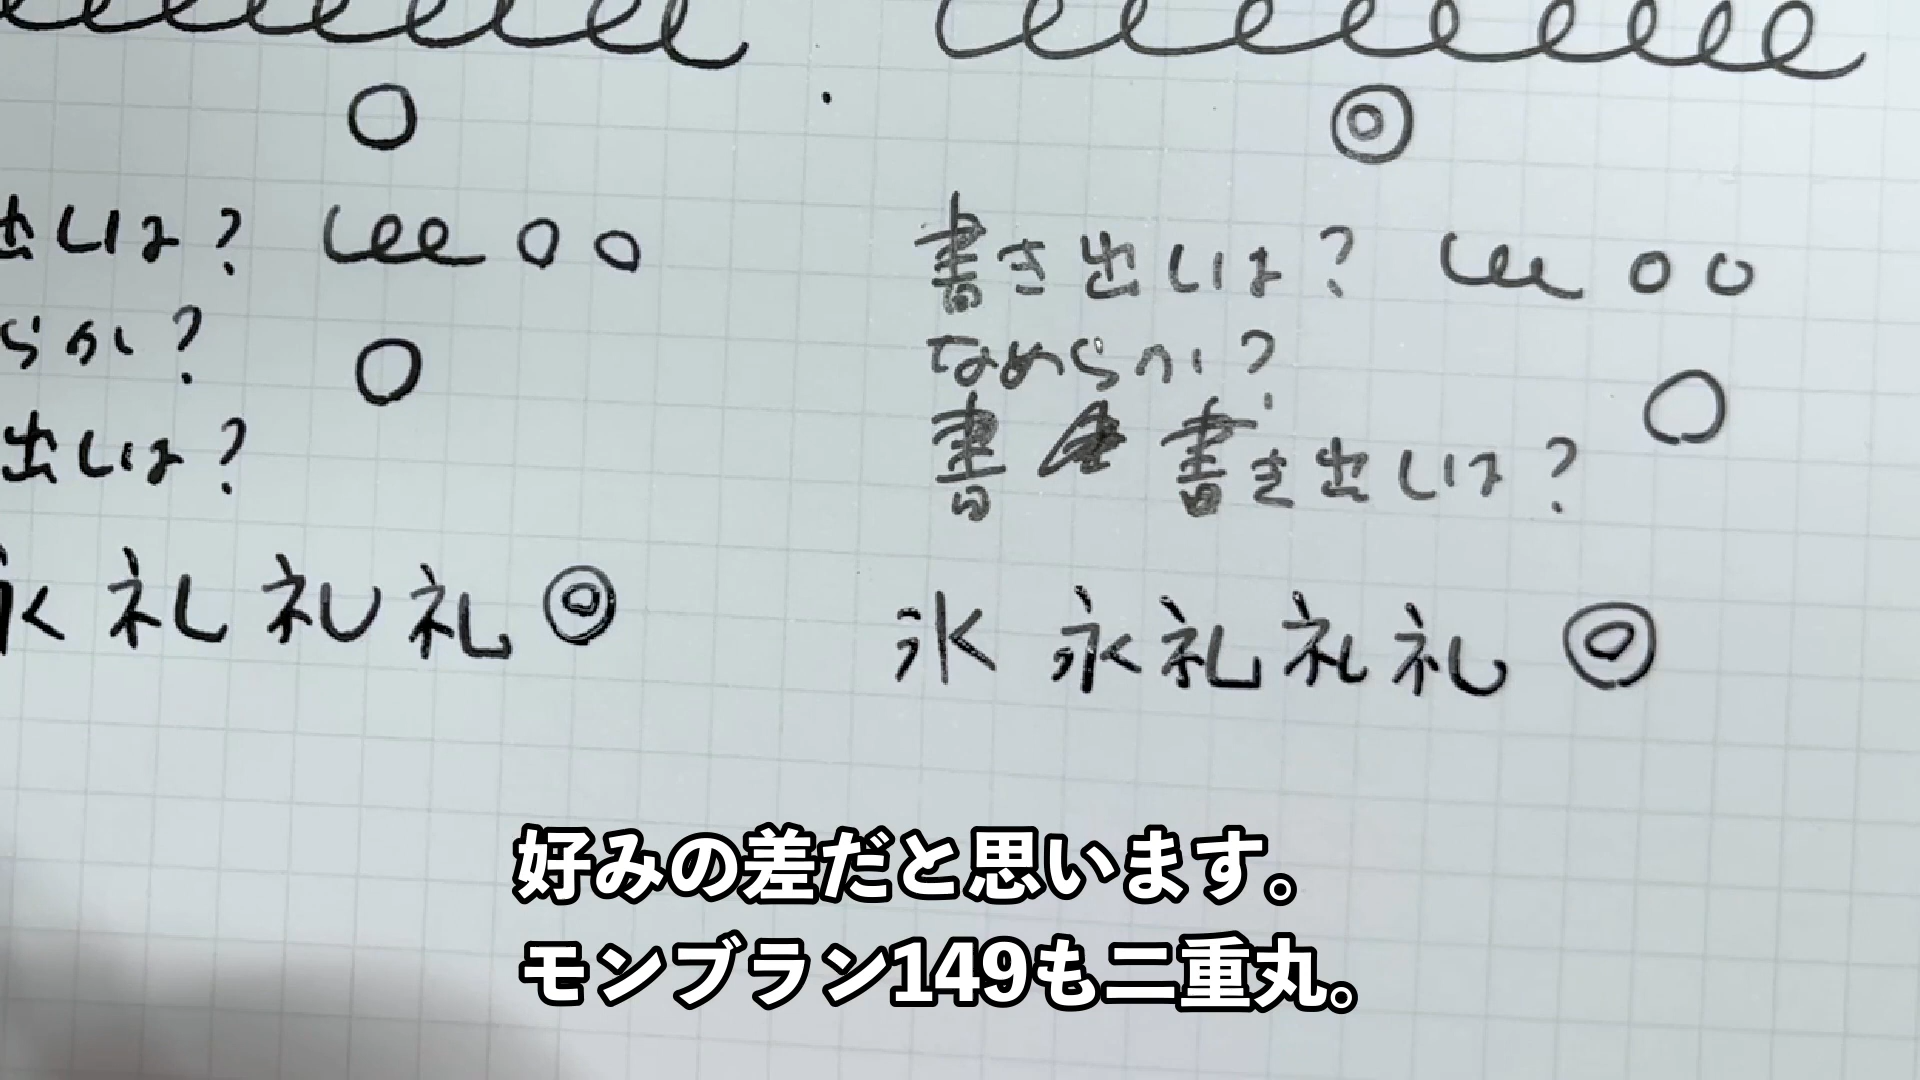 出しは?
らか?
出しは?
永 礼 礼 礼
書き出しは?
なめらか?
書 書き出しは?
氷 永 礼 礼 礼
好みの差だと思います。
モンブラン149も二重丸。